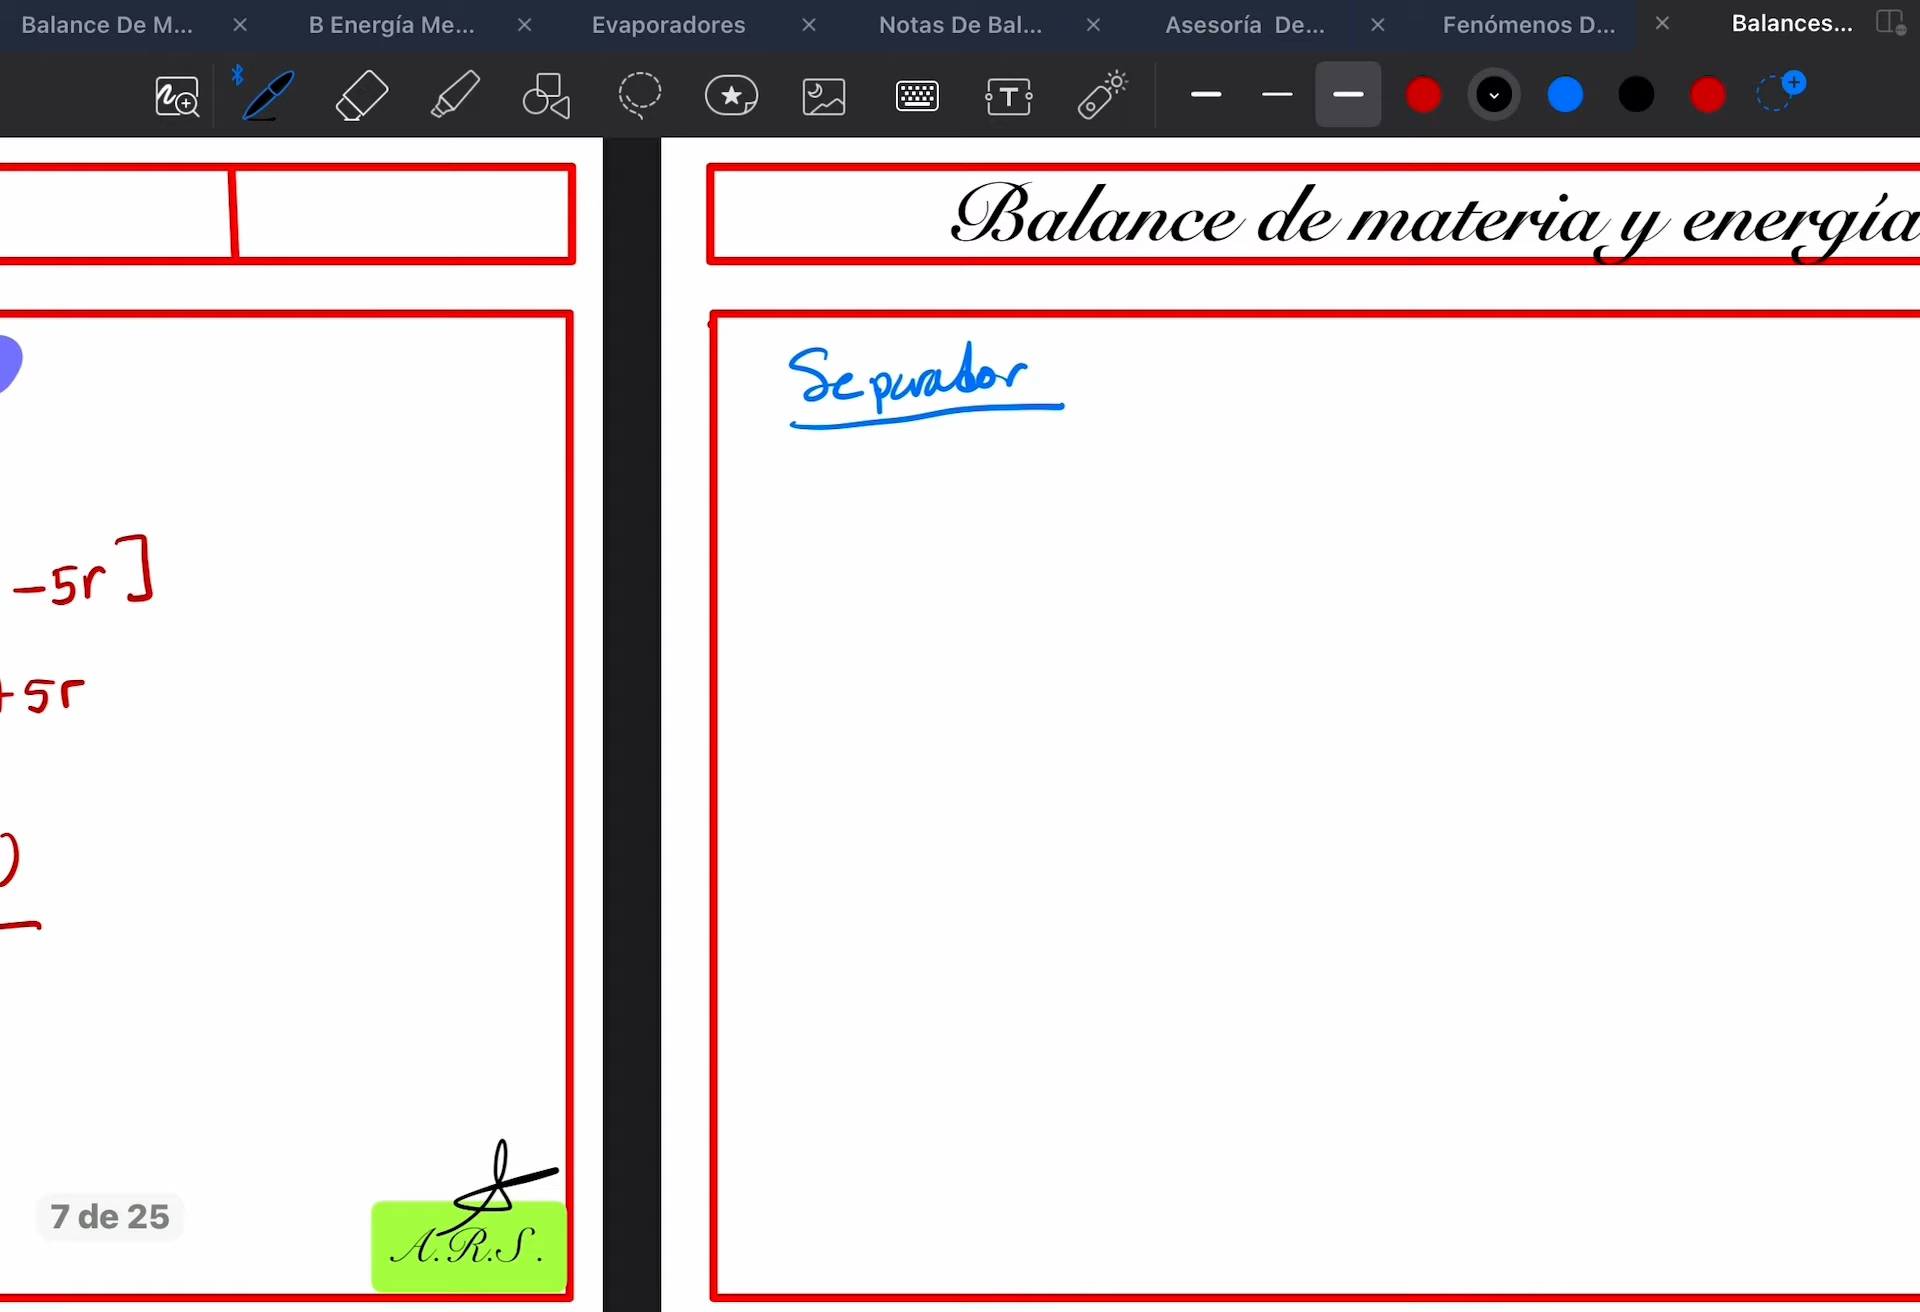 Balance De M...
B Energía Me...
Evaporadores
Notas De Bal...
Asesoría De...
Fenómenos D...
Balances...
T
-5r]
+5r
)
7 de 25
A.R.S.
Balance de materia y energía
Separador